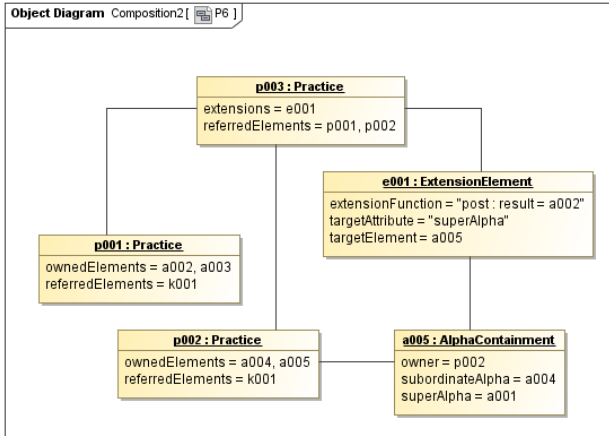 Object Diagram Composition2 [ P6 ]
p003 : Practice
extensions = e001
referredElements = p001, p002
e001 : ExtensionElement
extensionFunction = "post : result = a002"
targetAttribute = "superAlpha"
targetElement = a005
p001 : Practice
ownedElements = a002, a003
referredElements = k001
p002 : Practice
ownedElements = a004, a005
referredElements = k001
a005 : AlphaContainment
owner = p002
subordinateAlpha = a004
superAlpha = a001